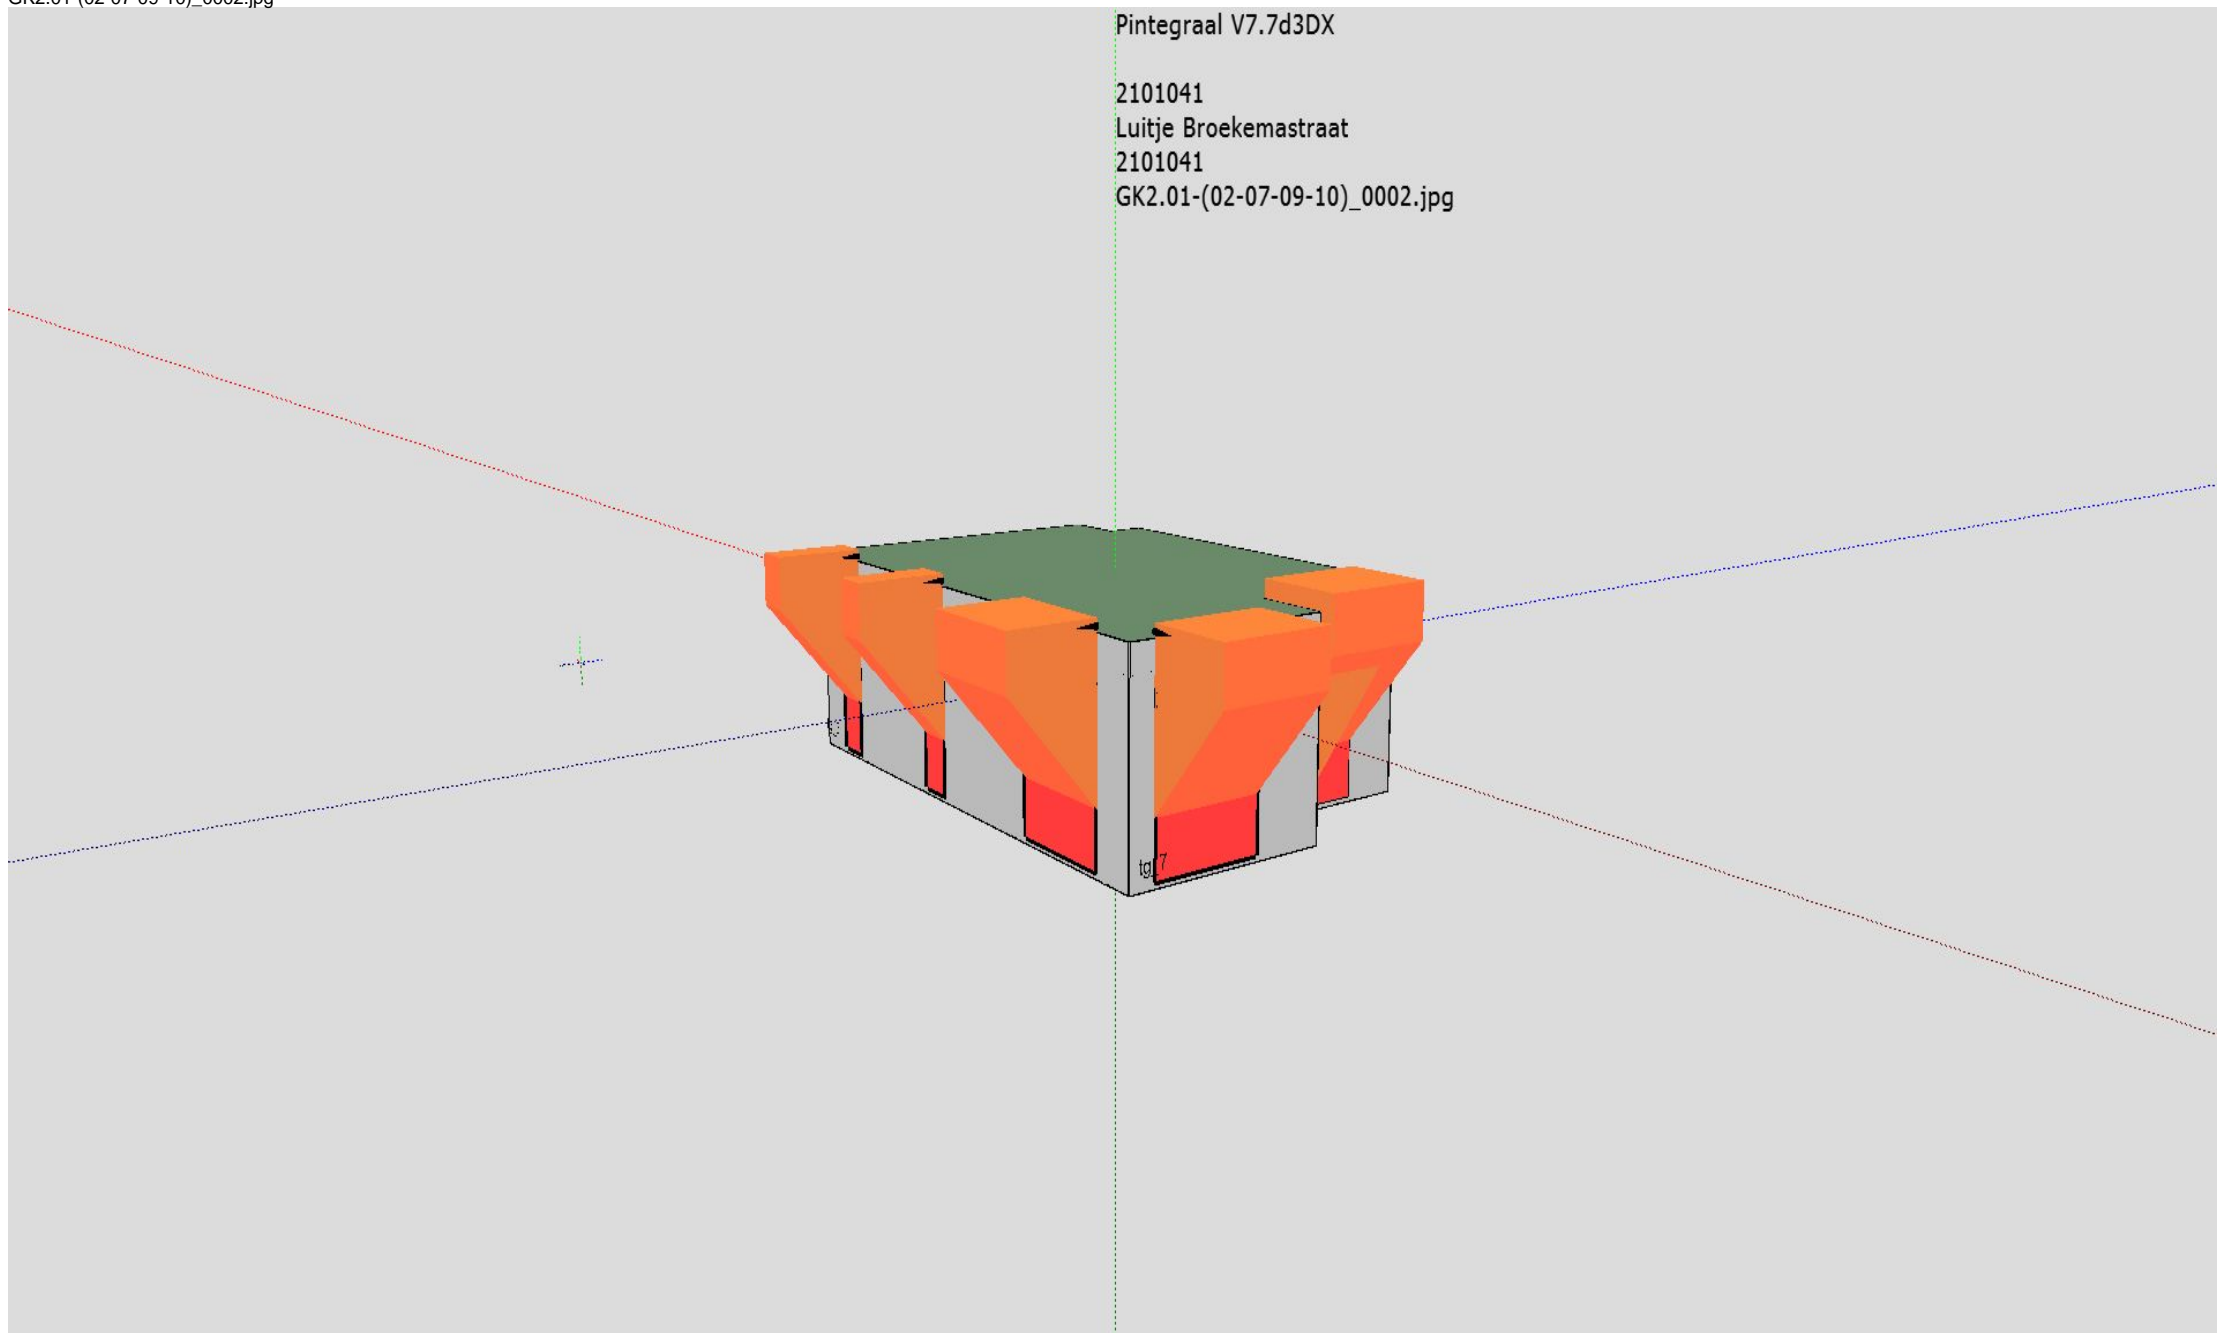 GK2.01-(02-07-09-10)_0002.jpg
Pintegraal V7.7d3DX
2101041
Luitje Broekemastraat
2101041
GK2.01-(02-07-09-10)_0002.jpg